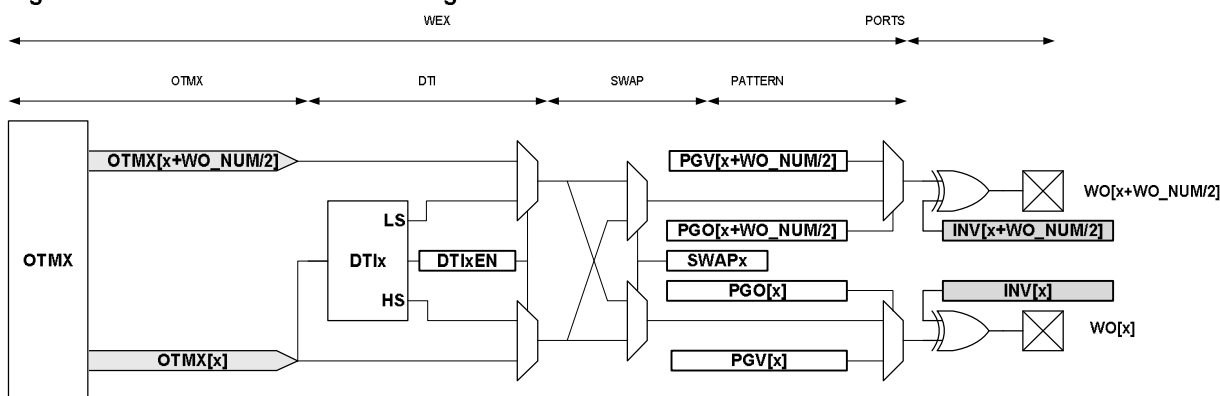 WEX PORTS
OTMX DTI SWAP PATTERN
OTMX[x+WO_NUM/2] PGV[x+WO_NUM/2]
WO[x+WO_NUM/2]
LS
PGO[x+WO_NUM/2] INV[x+WO_NUM/2]
OTMX DTIx DTIxEN SWAPx
HS PGO[x] INV[x]
WO[x]
OTMX[x] PGV[x]